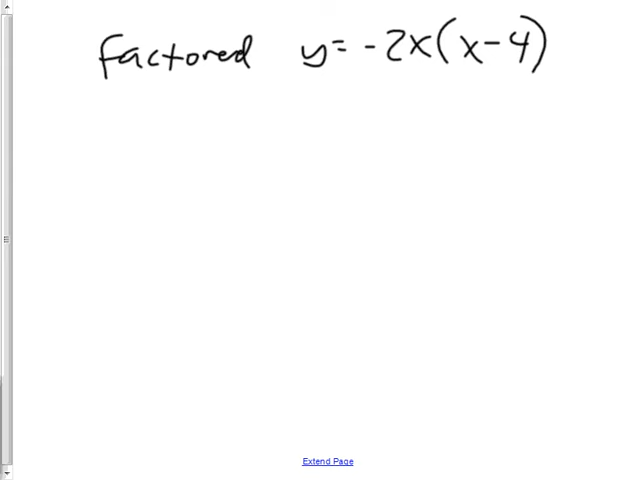 factored y= -2x(x-4)
Extend Page